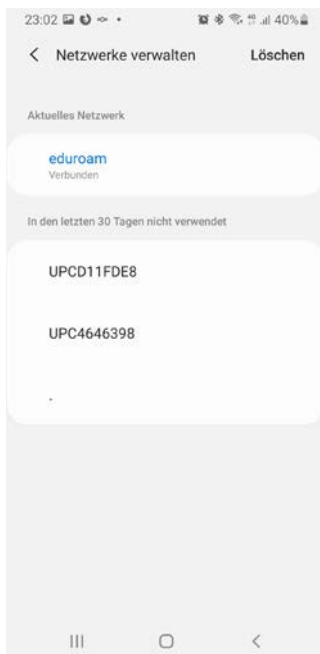 23:02 40%
Netzwerke verwalten Löschen
Aktuelles Netzwerk
eduroam
Verbunden
In den letzten 30 Tagen nicht verwendet
UPCD11FDE8
UPC4646398
.